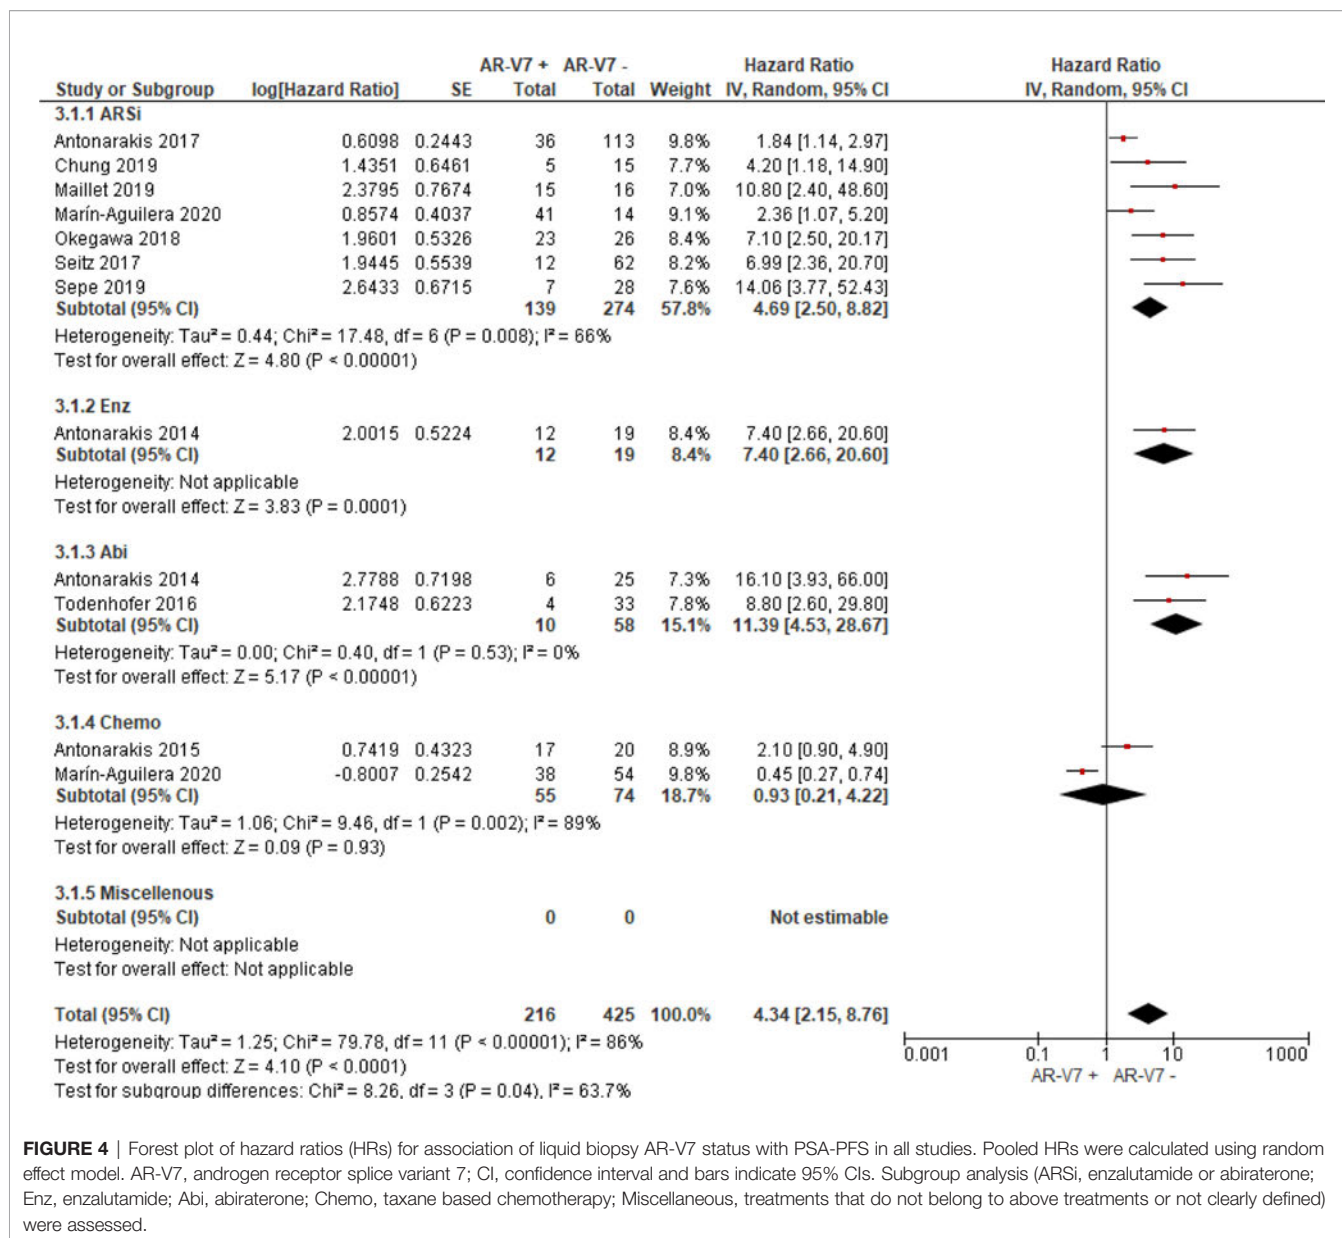 AR-V7 + AR-V7 - Hazard Ratio Hazard Ratio
Study or Subgroup log[Hazard Ratio] SE Total Total Weight IV, Random, 95% CI IV, Random, 95% CI
3.1.1 ARSi
Antonarakis 2017 0.6098 0.2443 36 113 9.8% 1.84 [1.14, 2.97]
Chung 2019 1.4351 0.6461 5 15 7.7% 4.20 [1.18, 14.90]
Maillet 2019 2.3795 0.7674 15 16 7.0% 10.80 [2.40, 48.60]
Marín-Aguilera 2020 0.8574 0.4037 41 14 9.1% 2.36 [1.07, 5.20]
Okegawa 2018 1.9601 0.5326 23 26 8.4% 7.10 [2.50, 20.17]
Seitz 2017 1.9445 0.5539 12 62 8.2% 6.99 [2.36, 20.70]
Sepe 2019 2.6433 0.6715 7 28 7.6% 14.06 [3.77, 52.43]
Subtotal (95% CI) 139 274 57.8% 4.69 [2.50, 8.82]
Heterogeneity: Tau² = 0.44; Chi² = 17.48, df = 6 (P = 0.008); I² = 66%
Test for overall effect: Z = 4.80 (P < 0.00001)
3.1.2 Enz
Antonarakis 2014 2.0015 0.5224 12 19 8.4% 7.40 [2.66, 20.60]
Subtotal (95% CI) 12 19 8.4% 7.40 [2.66, 20.60]
Heterogeneity: Not applicable
Test for overall effect: Z = 3.83 (P = 0.0001)
3.1.3 Abi
Antonarakis 2014 2.7788 0.7198 6 25 7.3% 16.10 [3.93, 66.00]
Todenhofer 2016 2.1748 0.6223 4 33 7.8% 8.80 [2.60, 29.80]
Subtotal (95% CI) 10 58 15.1% 11.39 [4.53, 28.67]
Heterogeneity: Tau² = 0.00; Chi² = 0.40, df = 1 (P = 0.53); I² = 0%
Test for overall effect: Z = 5.17 (P < 0.00001)
3.1.4 Chemo
Antonarakis 2015 0.7419 0.4323 17 20 8.9% 2.10 [0.90, 4.90]
Marín-Aguilera 2020 -0.8007 0.2542 38 54 9.8% 0.45 [0.27, 0.74]
Subtotal (95% CI) 55 74 18.7% 0.93 [0.21, 4.22]
Heterogeneity: Tau² = 1.06; Chi² = 9.46, df = 1 (P = 0.002); I² = 89%
Test for overall effect: Z = 0.09 (P = 0.93)
3.1.5 Miscellenous
Subtotal (95% CI) 0 0 Not estimable
Heterogeneity: Not applicable
Test for overall effect: Not applicable
Total (95% CI) 216 425 100.0% 4.34 [2.15, 8.76]
Heterogeneity: Tau² = 1.25; Chi² = 79.78, df = 11 (P < 0.00001); I² = 86%
Test for overall effect: Z = 4.10 (P < 0.0001)
Test for subgroup differences: Chi² = 8.26, df = 3 (P = 0.04), I² = 63.7%
0.001 0.1 1 10 1000
AR-V7 + AR-V7 -
FIGURE 4 | Forest plot of hazard ratios (HRs) for association of liquid biopsy AR-V7 status with PSA-PFS in all studies. Pooled HRs were calculated using random
effect model. AR-V7, androgen receptor splice variant 7; CI, confidence interval and bars indicate 95% CIs. Subgroup analysis (ARSi, enzalutamide or abiraterone;
Enz, enzalutamide; Abi, abiraterone; Chemo, taxane based chemotherapy; Miscellaneous, treatments that do not belong to above treatments or not clearly defined)
were assessed.